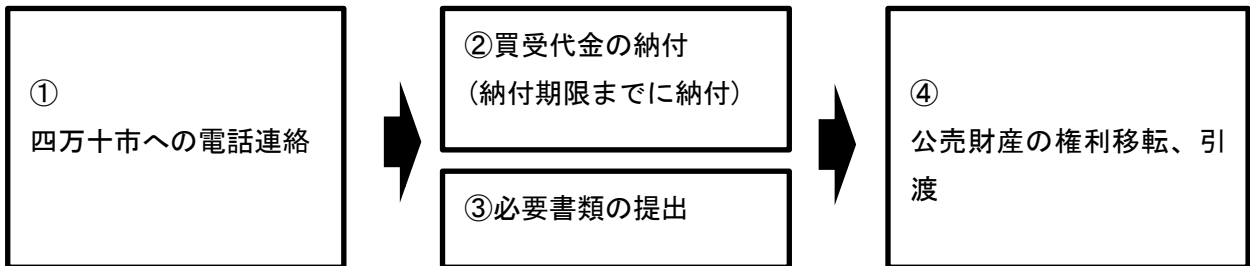 ①
四万十市への電話連絡
②買受代金の納付
（納付期限までに納付）
③必要書類の提出
④
公売財産の権利移転、引
渡